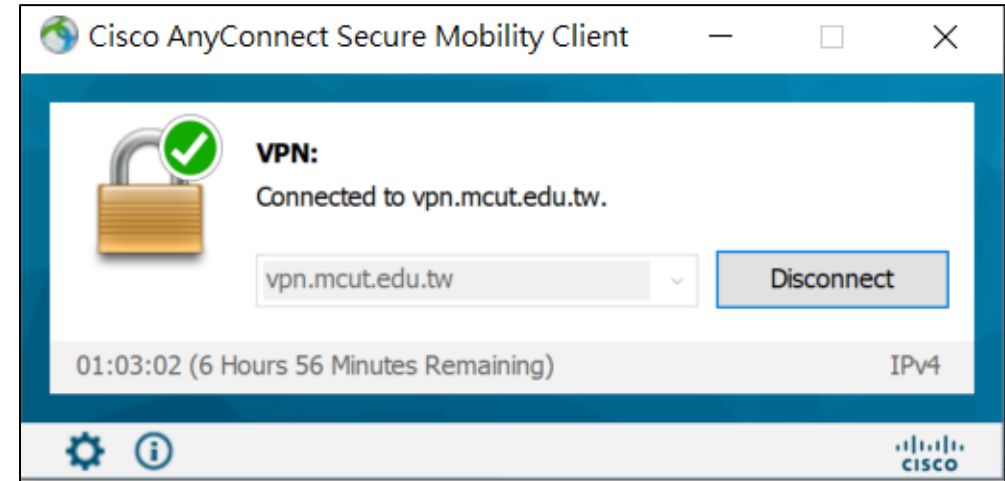 Cisco AnyConnect Secure Mobility Client
VPN:
Connected to vpn.mcut.edu.tw.
vpn.mcut.edu.tw
Disconnect
01:03:02 (6 Hours 56 Minutes Remaining)
IPv4
CISCO